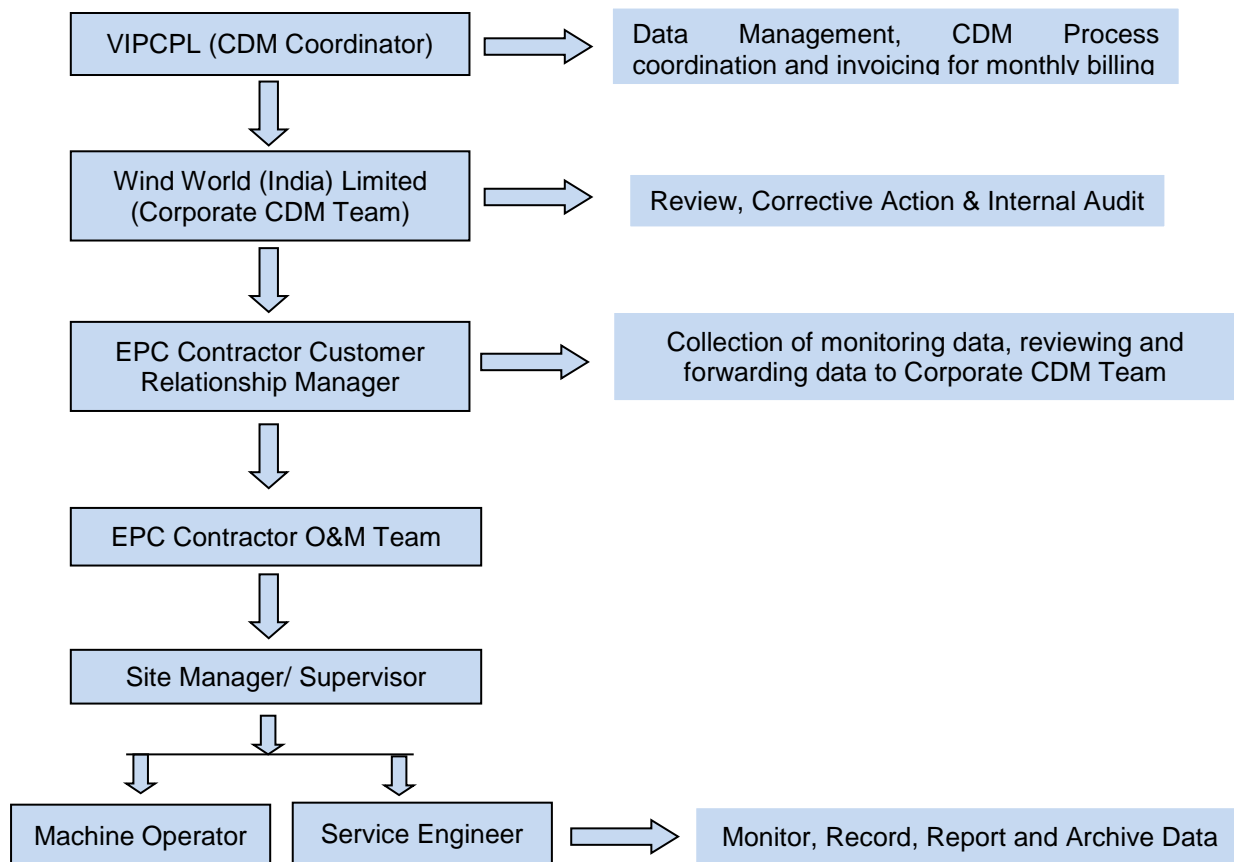 VIPCPL (CDM Coordinator)
Data Management, CDM Process
coordination and invoicing for monthly billing
Wind World (India) Limited
(Corporate CDM Team)
Review, Corrective Action & Internal Audit
EPC Contractor Customer
Relationship Manager
Collection of monitoring data, reviewing and
forwarding data to Corporate CDM Team
EPC Contractor O&M Team
Site Manager/ Supervisor
Machine Operator
Service Engineer
Monitor, Record, Report and Archive Data